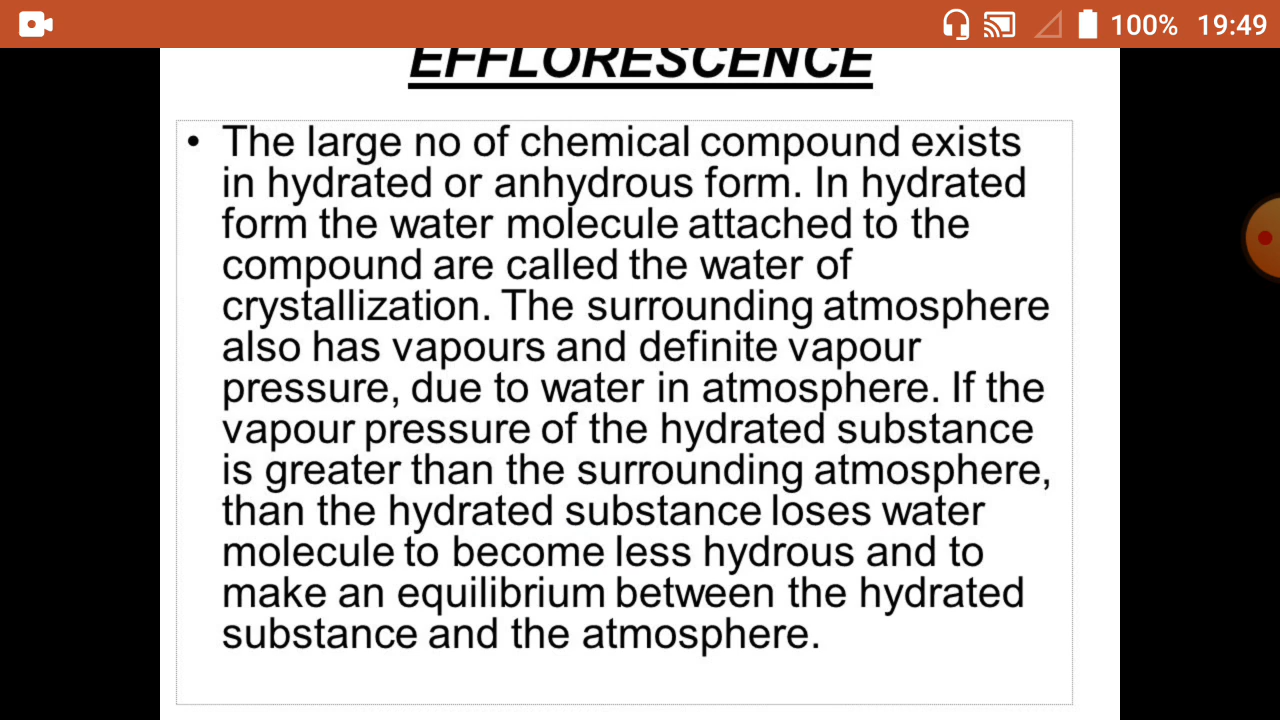 100% 19:49
EFFLORESCENCE
• The large no of chemical compound exists
in hydrated or anhydrous form. In hydrated
form the water molecule attached to the
compound are called the water of
crystallization. The surrounding atmosphere
also has vapours and definite vapour
pressure, due to water in atmosphere. If the
vapour pressure of the hydrated substance
is greater than the surrounding atmosphere,
than the hydrated substance loses water
molecule to become less hydrous and to
make an equilibrium between the hydrated
substance and the atmosphere.